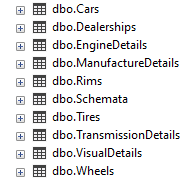 dbo.Cars
dbo.Dealerships
dbo.EngineDetails
dbo.ManufactureDetails
dbo.Rims
dbo.Schemata
dbo.Tires
dbo.TransmissionDetails
dbo.VisualDetails
dbo.Wheels